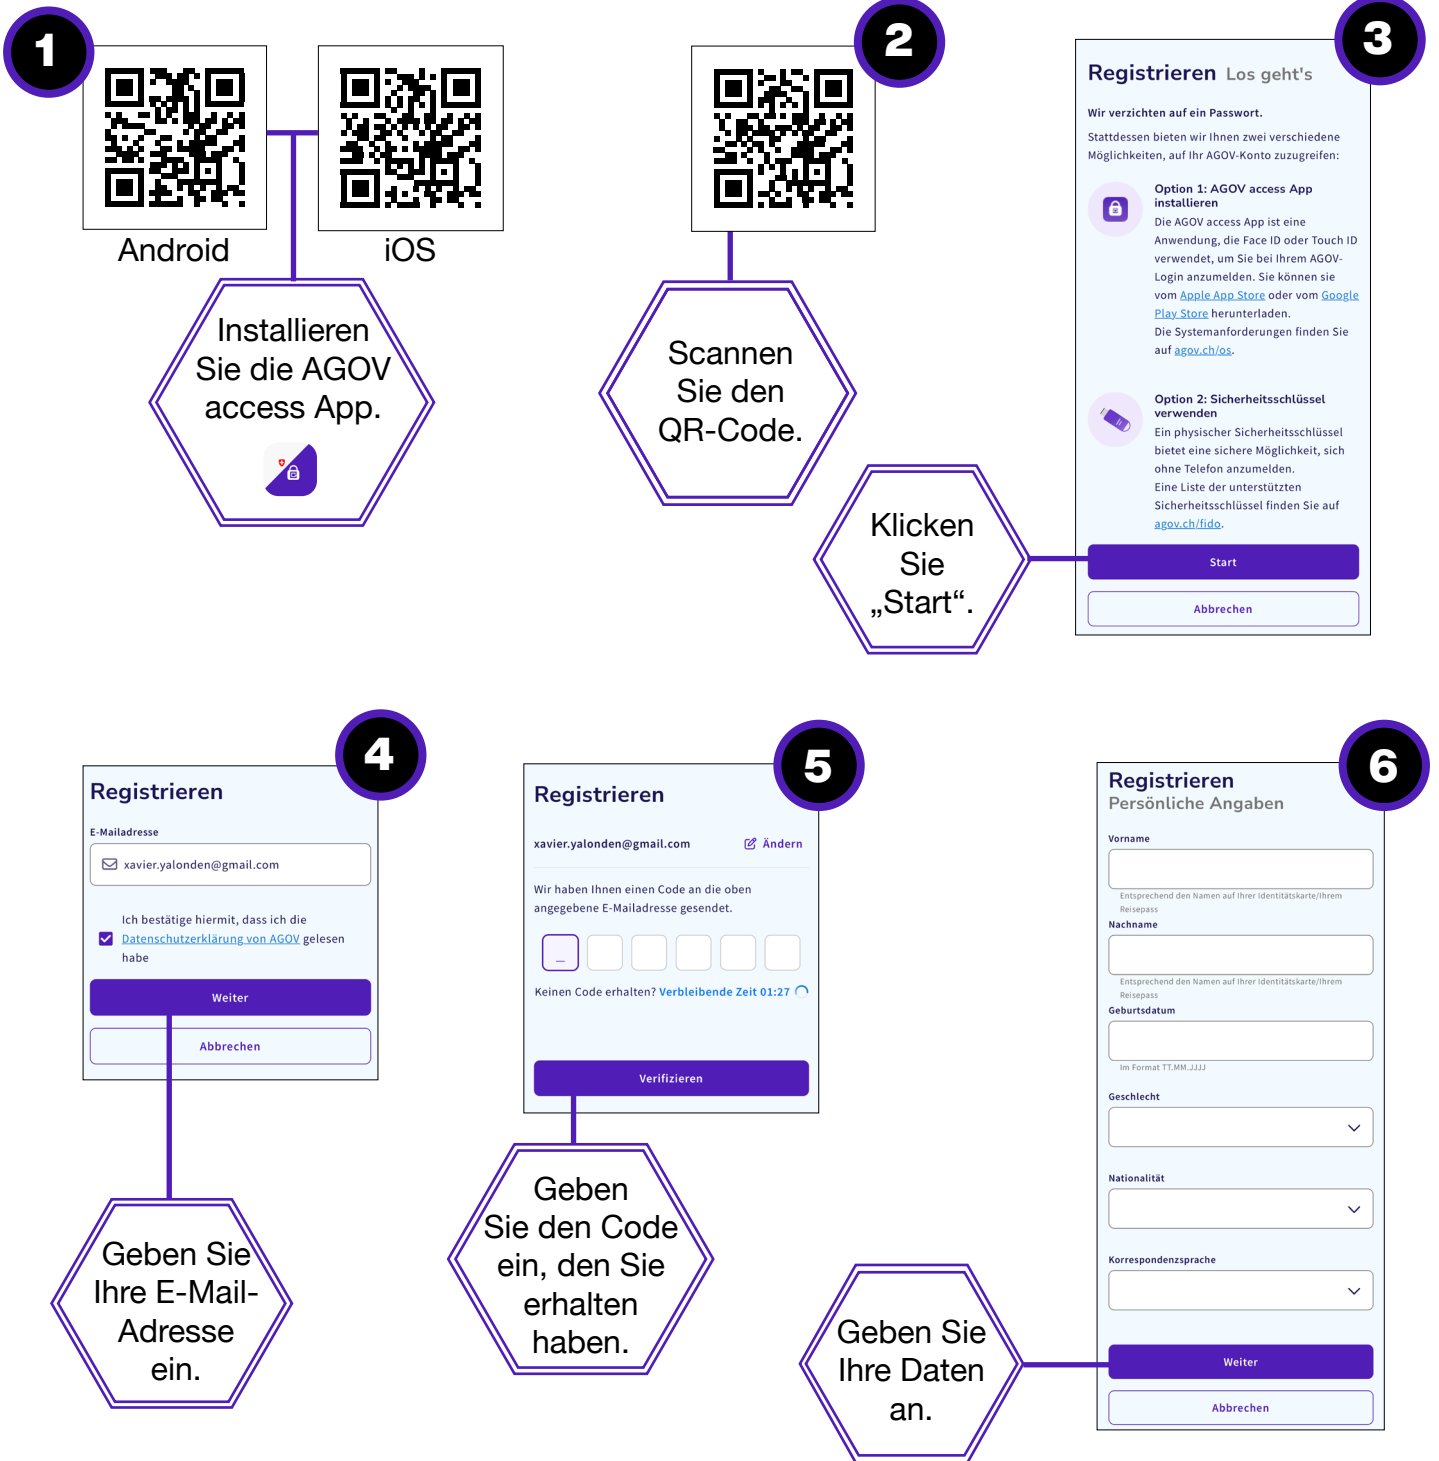 1
Android
iOS
Installieren
Sie die AGOV
access App.
2
Scannen
Sie den
QR-Code.
3
Registrieren Los geht's
Wir verzichten auf ein Passwort.
Stattdessen bieten wir Ihnen zwei verschiedene
Möglichkeiten, auf Ihr AGOV-Konto zuzugreifen:
Option 1: AGOV access App
installieren
Die AGOV access App ist eine
Anwendung, die Face ID oder Touch ID
verwendet, um Sie bei Ihrem AGOV-
Login anzumelden. Sie können sie
vom Apple App Store oder vom Google
Play Store herunterladen.
Die Systemanforderungen finden Sie
auf agov.ch/os.
Option 2: Sicherheitsschlüssel
verwenden
Ein physischer Sicherheitsschlüssel
bietet eine sichere Möglichkeit, sich
ohne Telefon anzumelden.
Eine Liste der unterstützten
Sicherheitsschlüssel finden Sie auf
agov.ch/fido.
Start
Abbrechen
Klicken
Sie
„Start“.
4
Registrieren
E-Mailadresse
xavier.yalonden@gmail.com
Ich bestätige hiermit, dass ich die
Datenschutzerklärung von AGOV gelesen
habe
Weiter
Abbrechen
Geben Sie
Ihre E-Mail-
Adresse
ein.
5
Registrieren
xavier.yalonden@gmail.com Ändern
Wir haben Ihnen einen Code an die oben
angegebene E-Mailadresse gesendet.
Keinen Code erhalten? Verbleibende Zeit 01:27
Verifizieren
Geben
Sie den Code
ein, den Sie
erhalten
haben.
6
Registrieren
Persönliche Angaben
Vorname
Entsprechend den Namen auf Ihrer Identitätskarte/Ihrem
Reisepass
Nachname
Entsprechend den Namen auf Ihrer Identitätskarte/Ihrem
Reisepass
Geburtsdatum
Im Format TT.MM.JJJJ
Geschlecht
Nationalität
Korrespondenzsprache
Weiter
Abbrechen
Geben Sie
Ihre Daten
an.